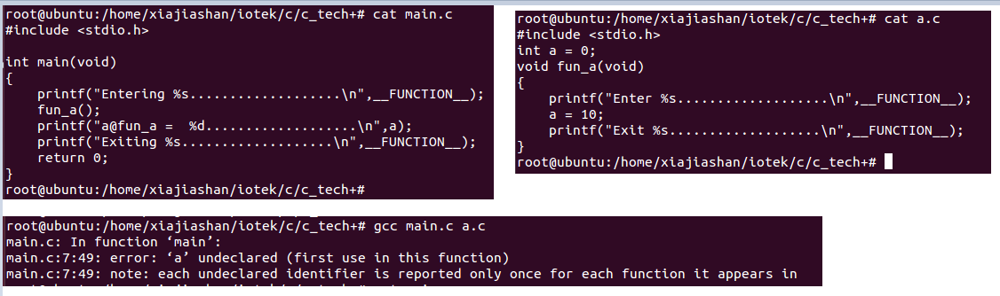 root@ubuntu:/home/xiajiashan/iotek/c/c_tech+# cat main.c
#include <stdio.h>
int main(void)
{
    printf("Entering %s...................\n",__FUNCTION__);
    fun_a();
    printf("a@fun_a =  %d...................\n",a);
    printf("Exiting %s...................\n",__FUNCTION__);
    return 0;
}
root@ubuntu:/home/xiajiashan/iotek/c/c_tech+#
root@ubuntu:/home/xiajiashan/iotek/c/c_tech+# cat a.c
#include <stdio.h>
int a = 0;
void fun_a(void)
{
    printf("Enter %s...................\n",__FUNCTION__);
    a = 10;
    printf("Exit %s...................\n",__FUNCTION__);
}
root@ubuntu:/home/xiajiashan/iotek/c/c_tech+#
root@ubuntu:/home/xiajiashan/iotek/c/c_tech+# gcc main.c a.c
main.c: In function ‘main’:
main.c:7:49: error: ‘a’ undeclared (first use in this function)
main.c:7:49: note: each undeclared identifier is reported only once for each function it appears in